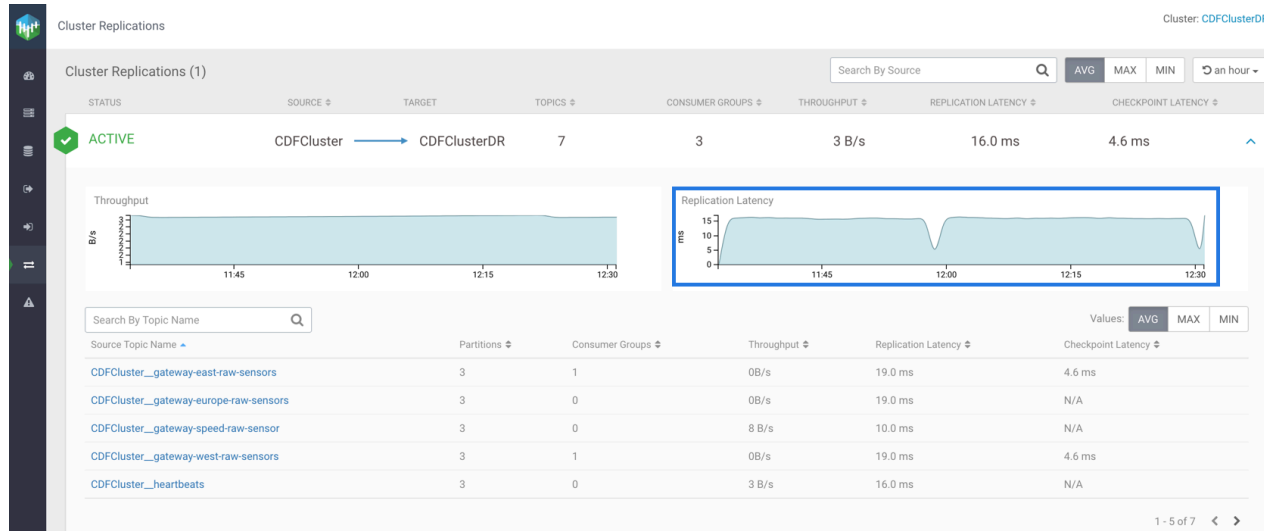 Cluster Replications
Cluster: CDFClusterDR
Cluster Replications (1)
Search By Source
AVG MAX MIN
an hour
STATUS SOURCE TARGET TOPICS CONSUMER GROUPS THROUGHPUT REPLICATION LATENCY CHECKPOINT LATENCY
ACTIVE CDFCluster CDFClusterDR 7 3 3 B/s 16.0 ms 4.6 ms
Throughput
B/s
3
2
2
2
2
1
11:45 12:00 12:15 12:30
Replication Latency
ms
15
10
5
0
11:45 12:00 12:15 12:30
Search By Topic Name
Values: AVG MAX MIN
Source Topic Name Partitions Consumer Groups Throughput Replication Latency Checkpoint Latency
CDFCluster__gateway-east-raw-sensors 3 1 0B/s 19.0 ms 4.6 ms
CDFCluster__gateway-europe-raw-sensors 3 0 0B/s 19.0 ms N/A
CDFCluster__gateway-speed-raw-sensor 3 0 8 B/s 10.0 ms N/A
CDFCluster__gateway-west-raw-sensors 3 1 0B/s 19.0 ms 4.6 ms
CDFCluster__heartbeats 3 0 3 B/s 16.0 ms N/A
1 - 5 of 7